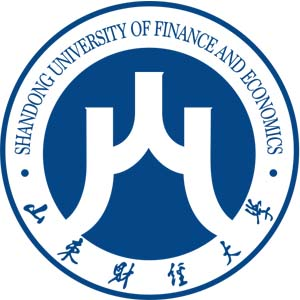 · SHANDONG UNIVERSITY OF FINANCE AND ECONOMICS ·
山东财经大学